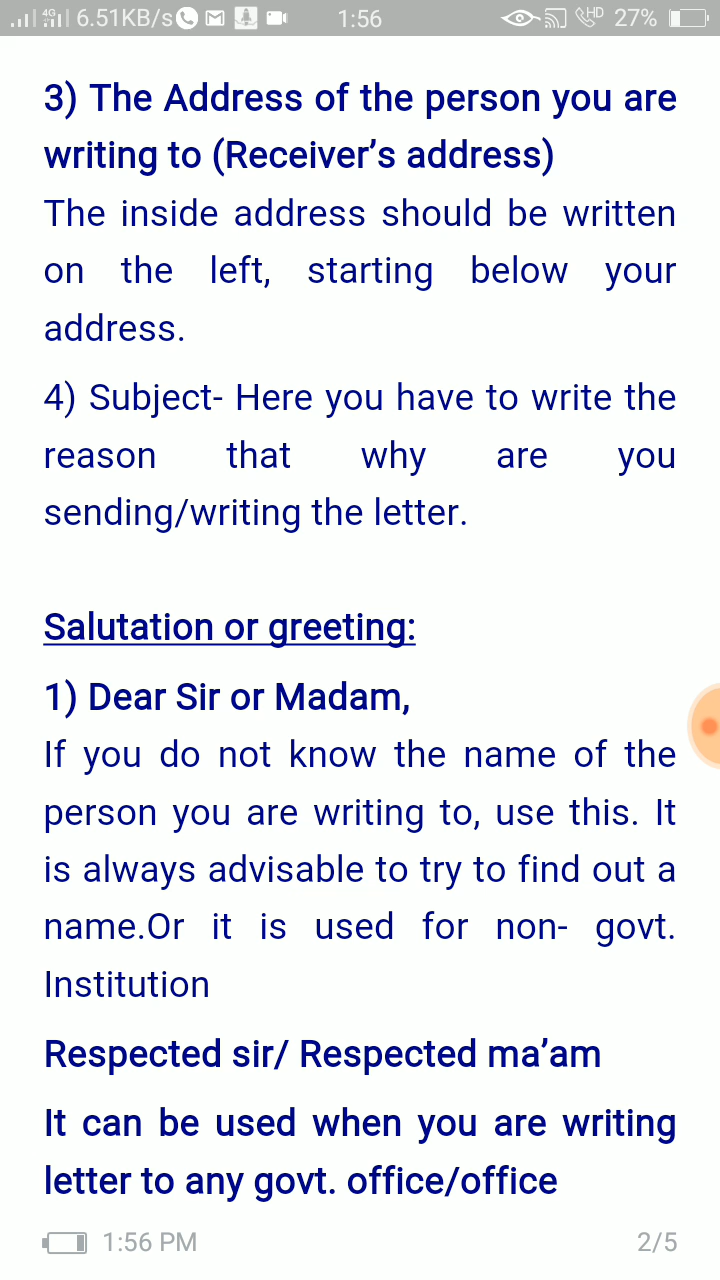 4G 6.51KB/s 1:56 HD 27%
3) The Address of the person you are
writing to (Receiver’s address)
The inside address should be written
on the left, starting below your
address.
4) Subject- Here you have to write the
reason that why are you
sending/writing the letter.
Salutation or greeting:
1) Dear Sir or Madam,
If you do not know the name of the
person you are writing to, use this. It
is always advisable to try to find out a
name.Or it is used for non- govt.
Institution
Respected sir/ Respected ma’am
It can be used when you are writing
letter to any govt. office/office
1:56 PM 2/5